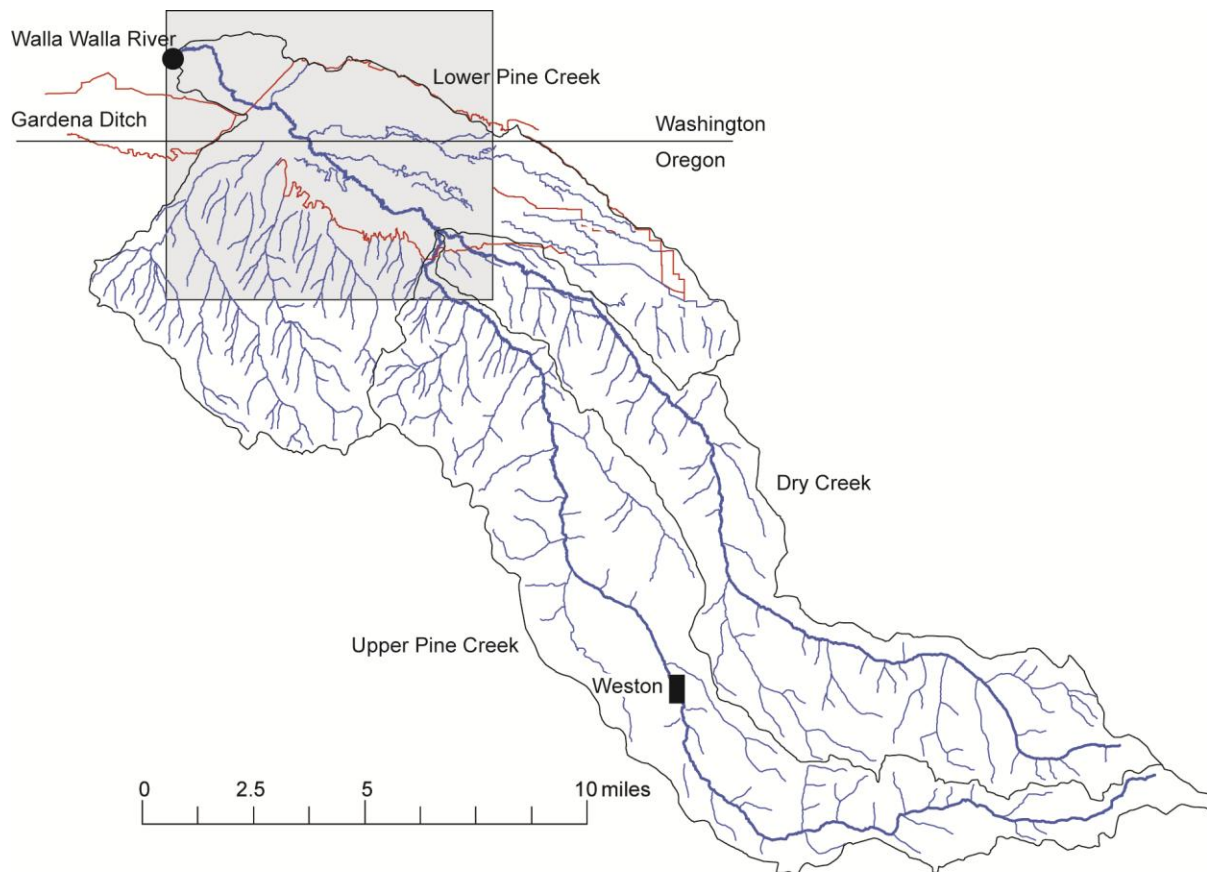 Walla Walla River
Lower Pine Creek
Gardena Ditch
Washington
Oregon
Dry Creek
Upper Pine Creek
Weston
0 2.5 5 10 miles